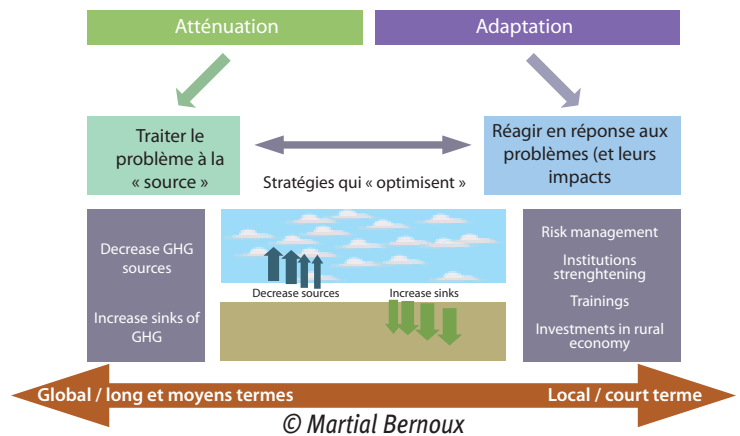 Atténuation
Adaptation
Traiter le
problème à la
« source »
Stratégies qui « optimisent »
Réagir en réponse aux
problèmes (et leurs
impacts
Decrease GHG
sources
Increase sinks of
GHG
Decrease sources
Increase sinks
Risk management
Institutions
strenghtening
Trainings
Investments in rural
economy
Global / long et moyens termes
Local / court terme
© Martial Bernoux